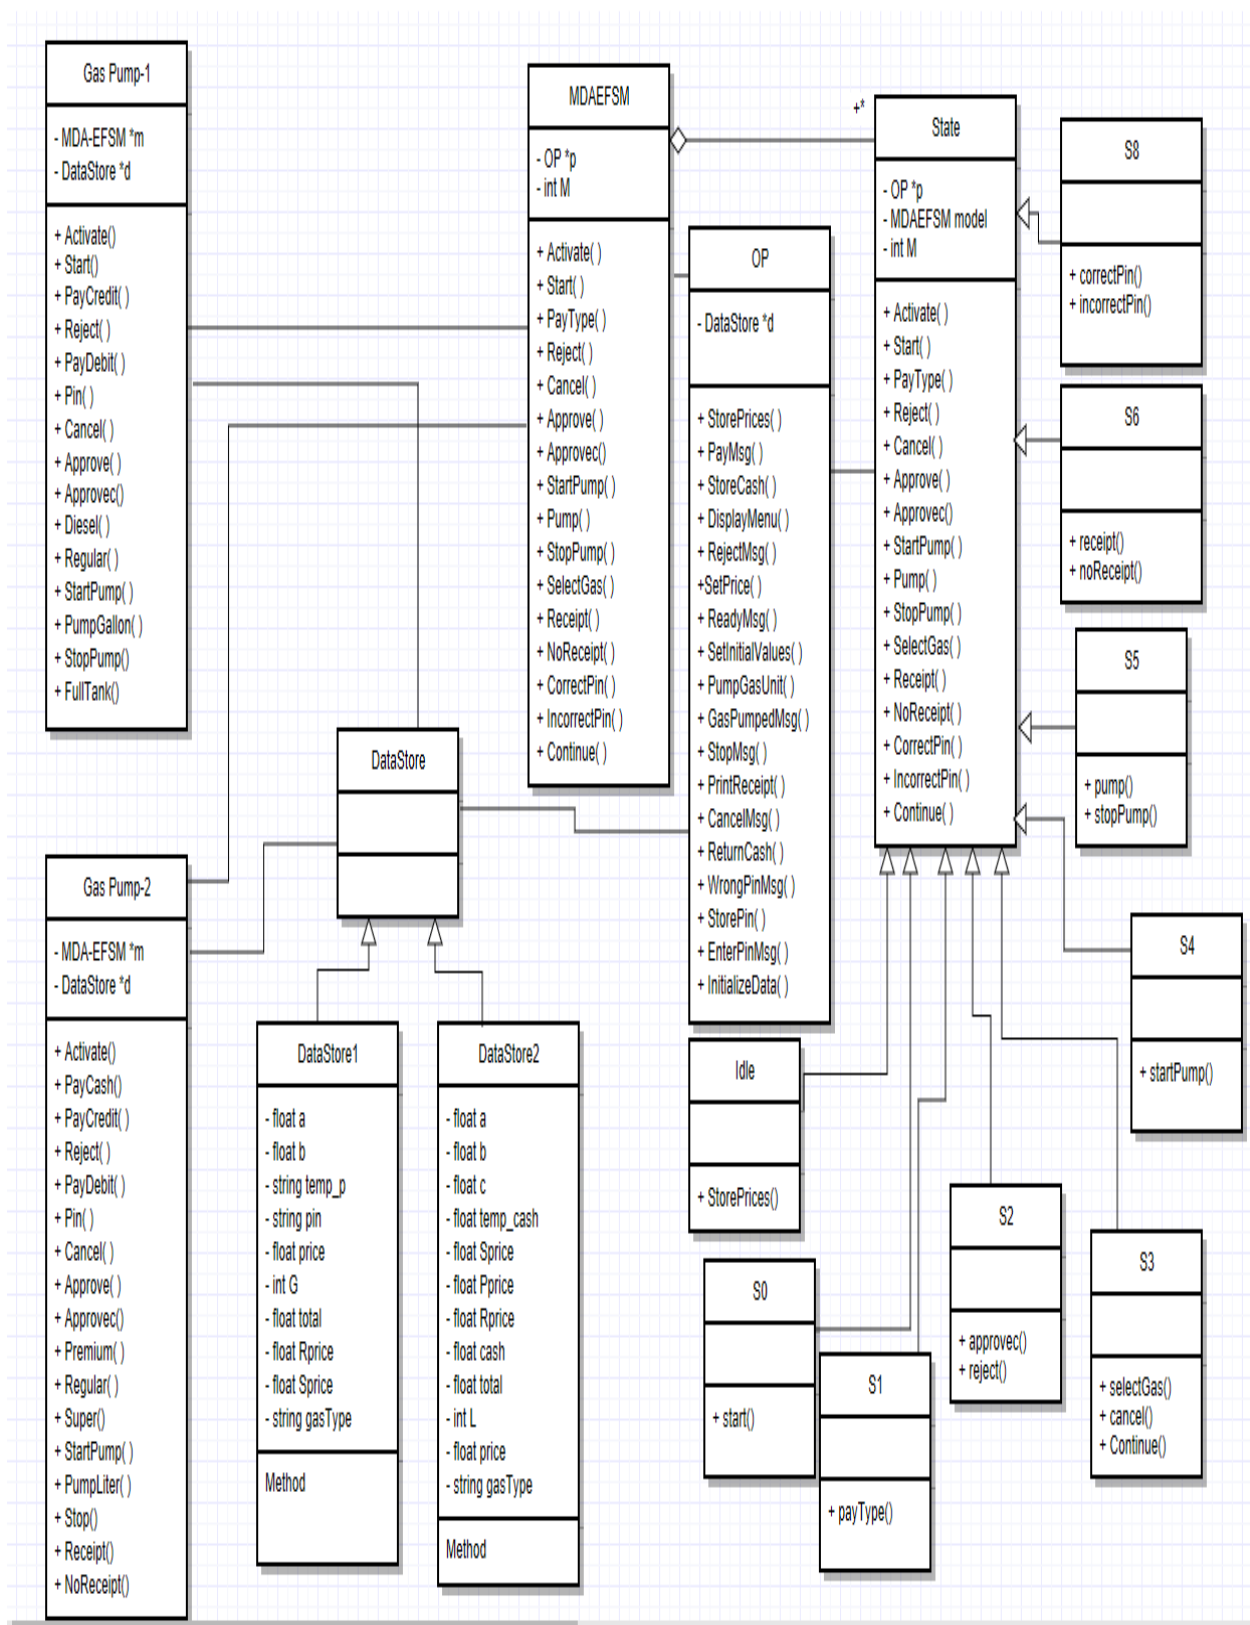 Gas Pump-1
- MDA-EFSM *m
- DataStore *d
+ Activate()
+ Start()
+ PayCredit( )
+ Reject( )
+ PayDebit( )
+ Pin( )
+ Cancel( )
+ Approve( )
+ Approvec()
+ Diesel( )
+ Regular( )
+ StartPump( )
+ PumpGallon( )
+ StopPump()
+ FullTank()
MDAEFSM
- OP *p
- int M
+ Activate( )
+ Start( )
+ PayType( )
+ Reject( )
+ Cancel( )
+ Approve( )
+ Approvec()
+ StartPump( )
+ Pump( )
+ StopPump( )
+ SelectGas( )
+ Receipt( )
+ NoReceipt( )
+ CorrectPin( )
+ IncorrectPin( )
+ Continue( )
+*
State
- OP *p
- MDAEFSM model
- int M
+ Activate( )
+ Start( )
+ PayType( )
+ Reject( )
+ Cancel( )
+ Approve( )
+ Approvec()
+ StartPump( )
+ Pump( )
+ StopPump( )
+ SelectGas( )
+ Receipt( )
+ NoReceipt( )
+ CorrectPin( )
+ IncorrectPin( )
+ Continue( )
S8
+ correctPin()
+ incorrectPin()
OP
- DataStore *d
+ StorePrices( )
+ PayMsg( )
+ StoreCash( )
+ DisplayMenu( )
+ RejectMsg( )
+SetPrice( )
+ ReadyMsg( )
+ SetInitialValues( )
+ PumpGasUnit( )
+ GasPumpedMsg( )
+ StopMsg( )
+ PrintReceipt( )
+ CancelMsg( )
+ ReturnCash( )
+ WrongPinMsg( )
+ StorePin( )
+ EnterPinMsg( )
+ InitializeData( )
S6
+ receipt()
+ noReceipt()
S5
+ pump()
+ stopPump()
DataStore
Gas Pump-2
- MDA-EFSM *m
- DataStore *d
+ Activate()
+ PayCash()
+ PayCredit( )
+ Reject( )
+ PayDebit( )
+ Pin( )
+ Cancel( )
+ Approve( )
+ Approvec()
+ Premium( )
+ Regular( )
+ Super()
+ StartPump( )
+ PumpLiter( )
+ Stop()
+ Receipt()
+ NoReceipt()
S4
+ startPump()
DataStore1
- float a
- float b
- string temp_p
- string pin
- float price
- int G
- float total
- float Rprice
- float Sprice
- string gasType
Method
DataStore2
- float a
- float b
- float c
- float temp_cash
- float Sprice
- float Pprice
- float Rprice
- float cash
- float total
- int L
- float price
- string gasType
Method
Idle
+ StorePrices()
S2
+ approvec()
+ reject()
S3
+ selectGas()
+ cancel()
+ Continue()
S0
+ start()
S1
+ payType()